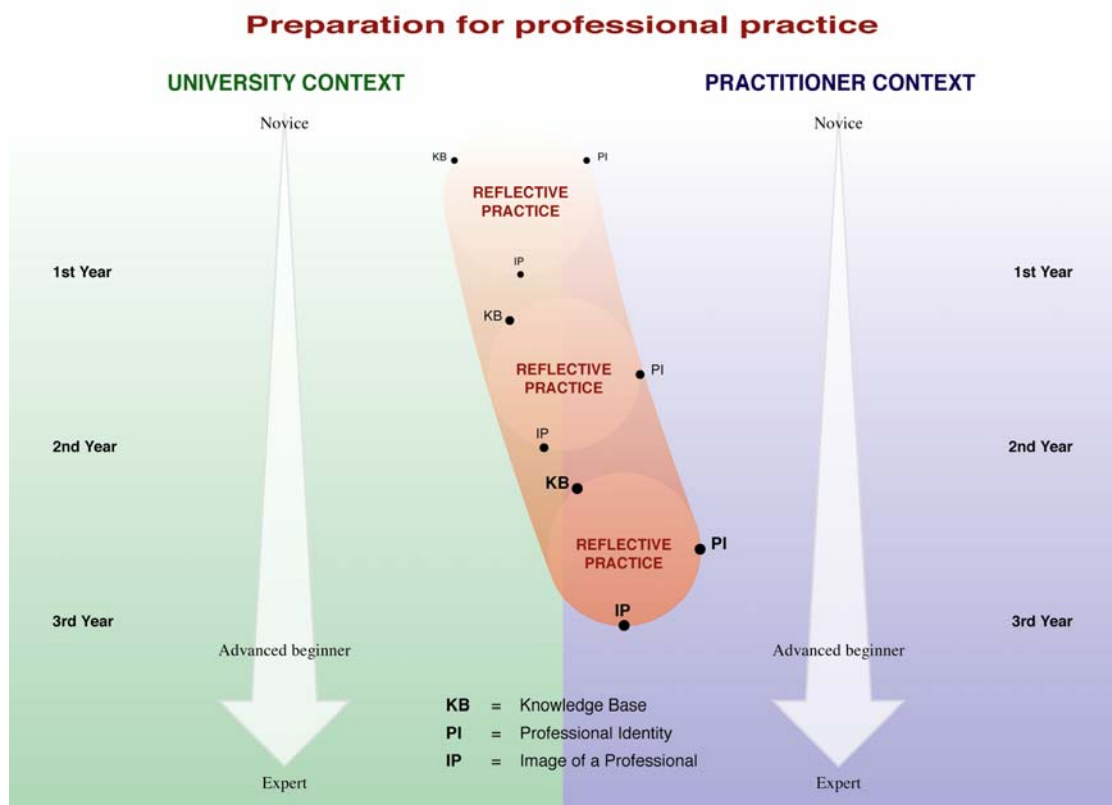 Preparation for professional practice
UNIVERSITY CONTEXT
PRACTITIONER CONTEXT
Novice
Novice
KB
PI
REFLECTIVE
PRACTICE
IP
1st Year
1st Year
KB
REFLECTIVE
PRACTICE
PI
IP
2nd Year
2nd Year
KB
REFLECTIVE
PRACTICE
PI
IP
3rd Year
3rd Year
Advanced beginner
Advanced beginner
KB = Knowledge Base
PI = Professional Identity
IP = Image of a Professional
Expert
Expert